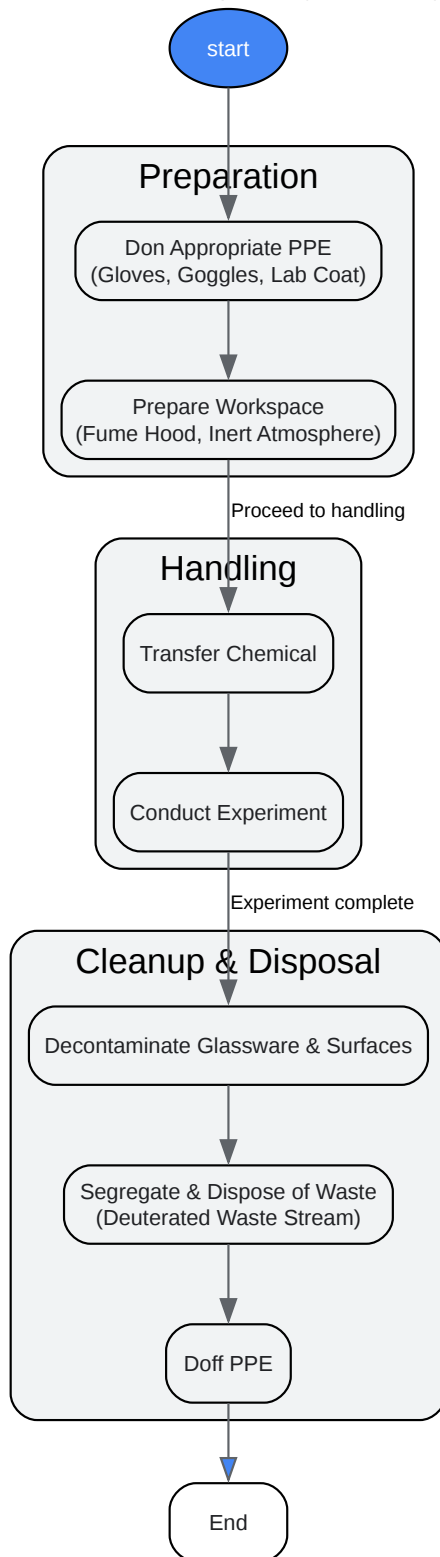 start
Preparation
Don Appropriate PPE
(Gloves, Goggles, Lab Coat)
Prepare Workspace
(Fume Hood, Inert Atmosphere)
Proceed to handling
Handling
Transfer Chemical
Conduct Experiment
Experiment complete
Cleanup & Disposal
Decontaminate Glassware & Surfaces
Segregate & Dispose of Waste
(Deuterated Waste Stream)
Doff PPE
End